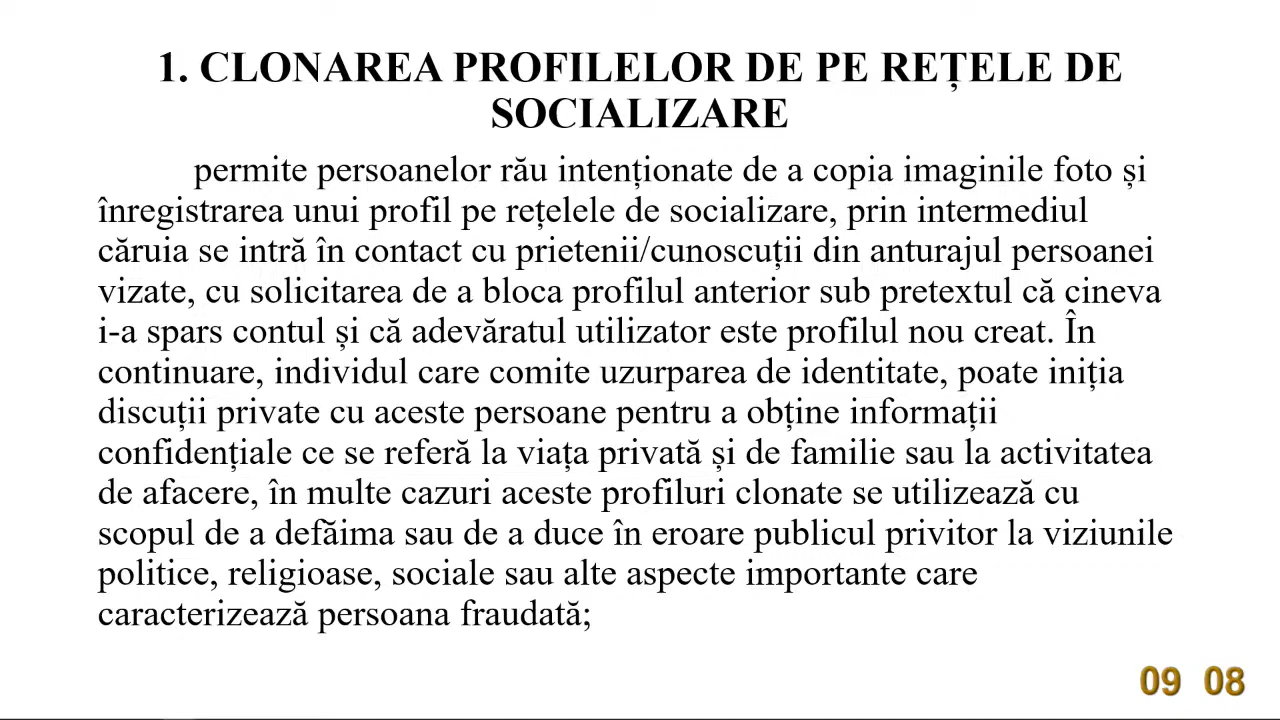 1. CLONAREA PROFILELOR DE PE REȚELE DE
SOCIALIZARE
permite persoanelor rău intenționate de a copia imaginile foto și
înregistrarea unui profil pe rețelele de socializare, prin intermediul
căruia se intră în contact cu prietenii/cunoscuții din anturajul persoanei
vizate, cu solicitarea de a bloca profilul anterior sub pretextul că cineva
i-a spars contul și că adevăratul utilizator este profilul nou creat. În
continuare, individul care comite uzurparea de identitate, poate iniția
discuții private cu aceste persoane pentru a obține informații
confidențiale ce se referă la viața privată și de familie sau la activitatea
de afacere, în multe cazuri aceste profiluri clonate se utilizează cu
scopul de a defăima sau de a duce în eroare publicul privitor la viziunile
politice, religioase, sociale sau alte aspecte importante care
caracterizează persoana fraudată;
09 08